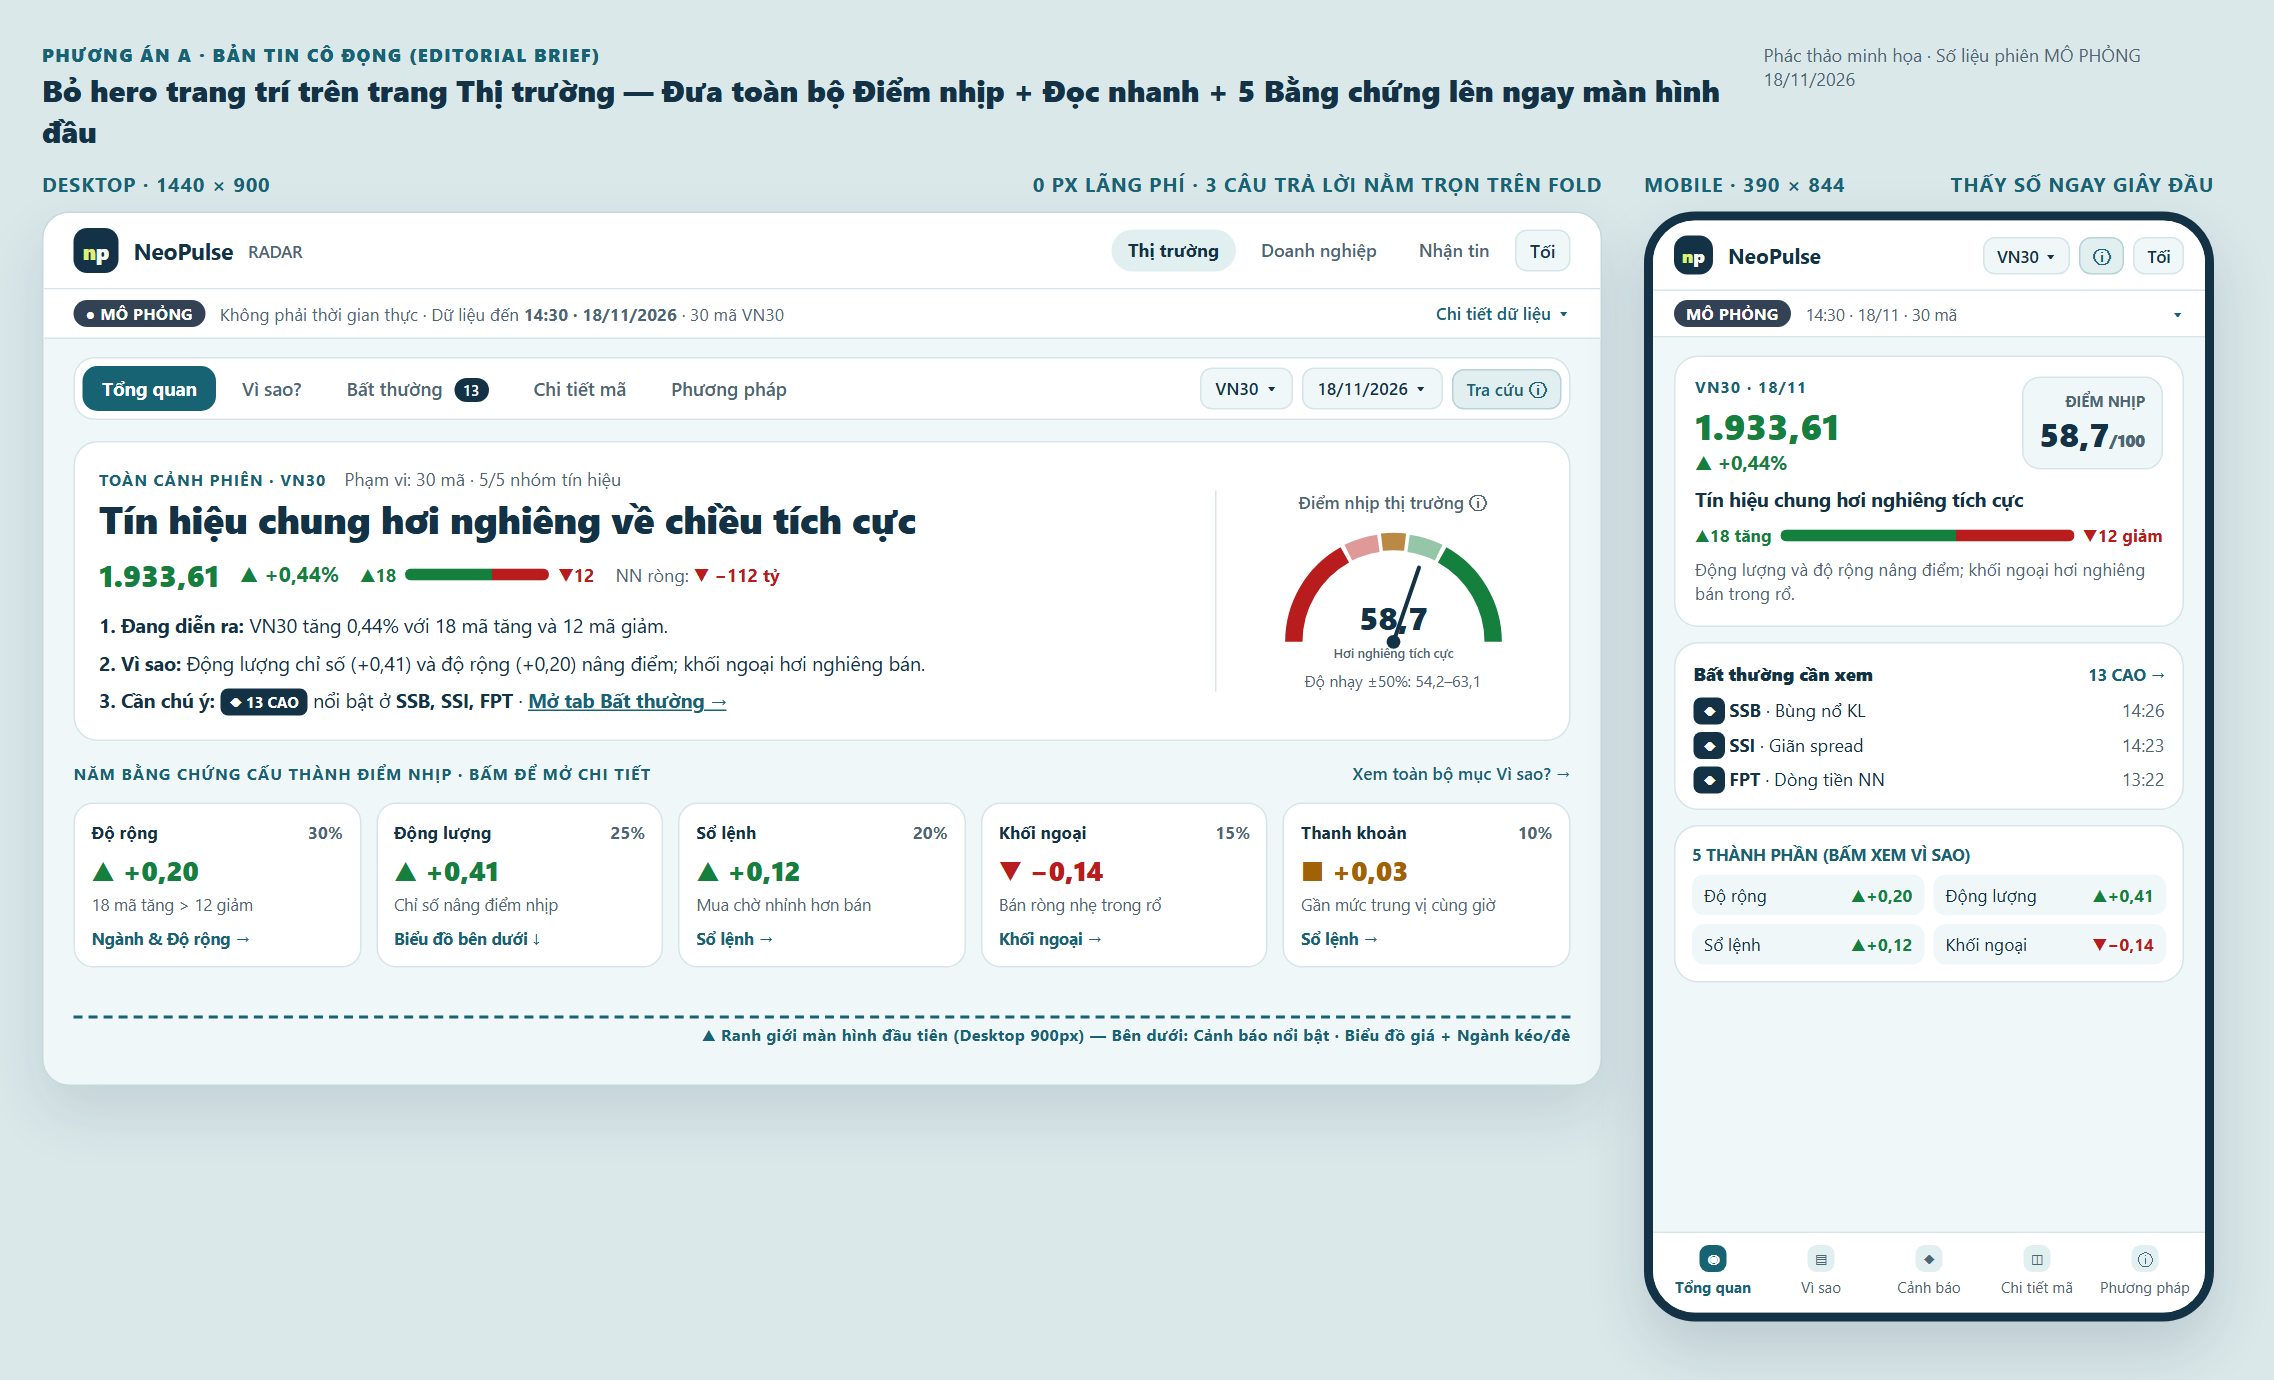 PHƯƠNG ÁN A · BẢN TIN CÔ ĐỌNG (EDITORIAL BRIEF)
Bỏ hero trang trí trên trang Thị trường — Đưa toàn bộ Điểm nhịp + Đọc nhanh + 5 Bằng chứng lên ngay màn hình
đầu
Phác thảo minh họa · Số liệu phiên MÔ PHỎNG
18/11/2026
DESKTOP · 1440 × 900
0 PX LÃNG PHÍ · 3 CÂU TRẢ LỜI NẰM TRỌN TRÊN FOLD
np NeoPulse RADAR
Thị trường Doanh nghiệp Nhận tin Tối
● MÔ PHỎNG Không phải thời gian thực · Dữ liệu đến 14:30 · 18/11/2026 · 30 mã VN30
Chi tiết dữ liệu ▾
Tổng quan Vì sao? Bất thường 13 Chi tiết mã Phương pháp
VN30 ▾ 18/11/2026 ▾ Tra cứu ⓘ
TOÀN CẢNH PHIÊN · VN30 Phạm vi: 30 mã · 5/5 nhóm tín hiệu
Tín hiệu chung hơi nghiêng về chiều tích cực
1.933,61 ▲ +0,44% ▲18 ▼12 NN ròng: ▼ −112 tỷ
1. Đang diễn ra: VN30 tăng 0,44% với 18 mã tăng và 12 mã giảm.
2. Vì sao: Động lượng chỉ số (+0,41) và độ rộng (+0,20) nâng điểm; khối ngoại hơi nghiêng bán.
3. Cần chú ý: ◆ 13 CAO nổi bật ở SSB, SSI, FPT · Mở tab Bất thường →
Điểm nhịp thị trường ⓘ
58,7
Hơi nghiêng tích cực
Độ nhạy ±50%: 54,2–63,1
NĂM BẰNG CHỨNG CẤU THÀNH ĐIỂM NHỊP · BẤM ĐỂ MỞ CHI TIẾT
Xem toàn bộ mục Vì sao? →
Độ rộng 30%
▲ +0,20
18 mã tăng > 12 giảm
Ngành & Độ rộng →
Động lượng 25%
▲ +0,41
Chỉ số nâng điểm nhịp
Biểu đồ bên dưới ↓
Sổ lệnh 20%
▲ +0,12
Mua chờ nhỉnh hơn bán
Sổ lệnh →
Khối ngoại 15%
▼ −0,14
Bán ròng nhẹ trong rổ
Khối ngoại →
Thanh khoản 10%
■ +0,03
Gần mức trung vị cùng giờ
Sổ lệnh →
▲ Ranh giới màn hình đầu tiên (Desktop 900px) — Bên dưới: Cảnh báo nổi bật · Biểu đồ giá + Ngành kéo/đè
MOBILE · 390 × 844
THẤY SỐ NGAY GIÂY ĐẦU
np NeoPulse
VN30 ▾ ⓘ Tối
MÔ PHỎNG 14:30 · 18/11 · 30 mã ▾
VN30 · 18/11
1.933,61
▲ +0,44%
ĐIỂM NHỊP
58,7/100
Tín hiệu chung hơi nghiêng tích cực
▲18 tăng ▼12 giảm
Động lượng và độ rộng nâng điểm; khối ngoại hơi nghiêng
bán trong rổ.
Bất thường cần xem 13 CAO →
◆ SSB · Bùng nổ KL 14:26
◆ SSI · Giãn spread 14:23
◆ FPT · Dòng tiền NN 13:22
5 THÀNH PHẦN (BẤM XEM VÌ SAO)
Độ rộng ▲+0,20 Động lượng ▲+0,41
Sổ lệnh ▲+0,12 Khối ngoại ▼−0,14
Tổng quan Vì sao Cảnh báo Chi tiết mã Phương pháp